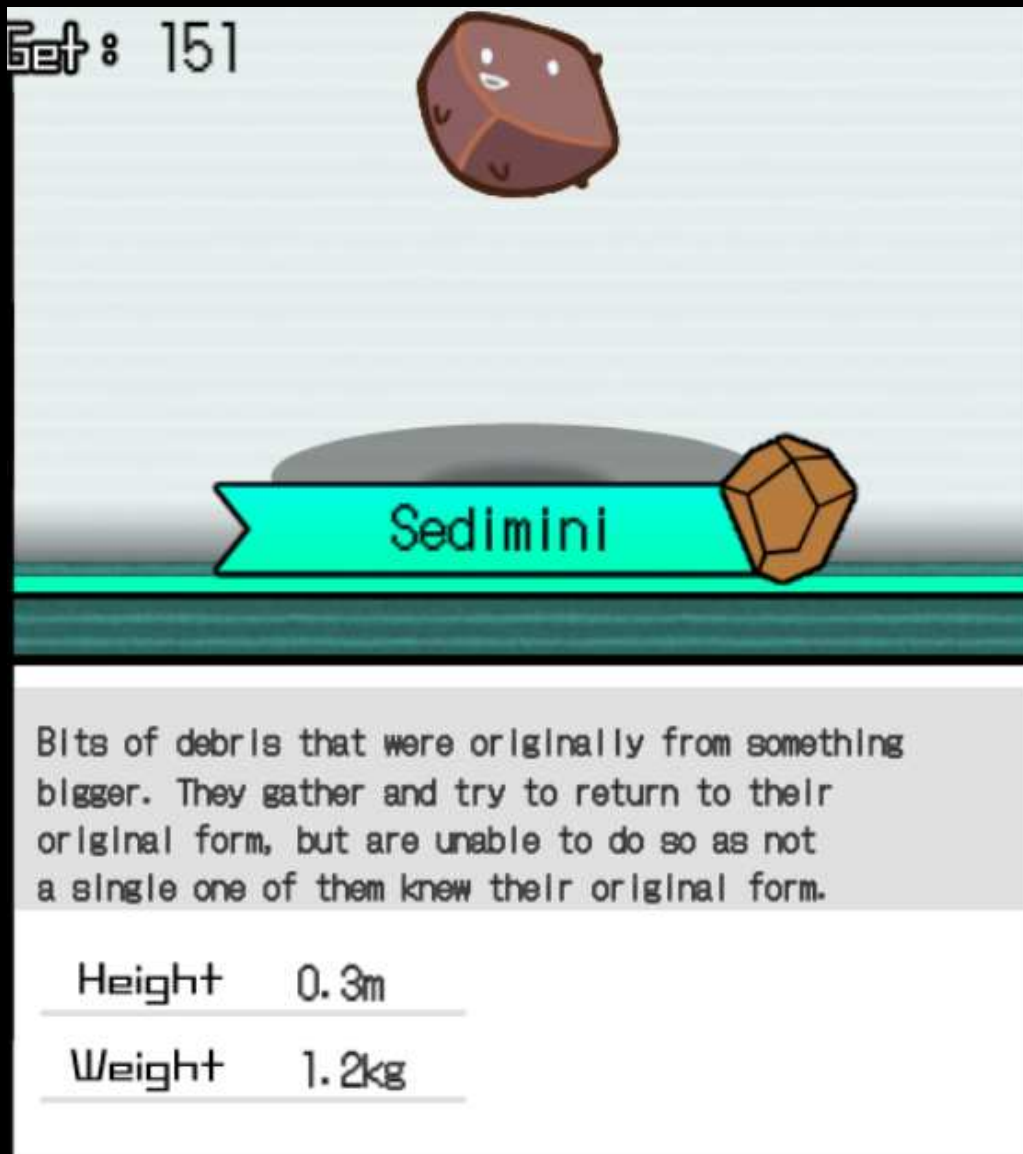 Get: 151
Sedimini
Bits of debris that were originally from something
bigger. They gather and try to return to their
original form, but are unable to do so as not
a single one of them knew their original form.
Height 0.3m
Weight 1.2kg